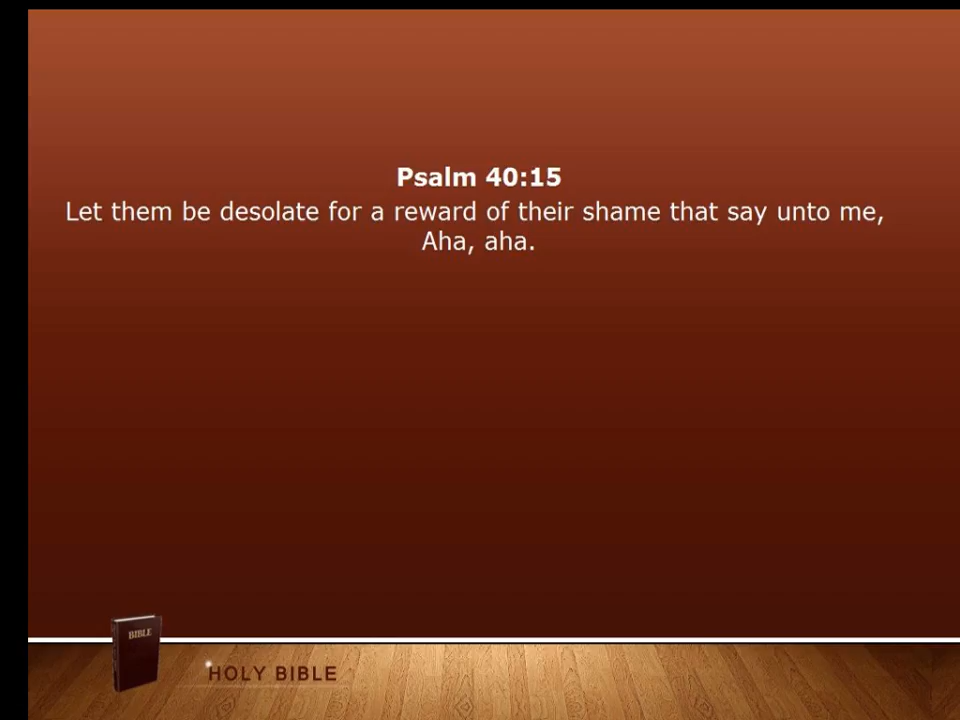 Psalm 40:15
Let them be desolate for a reward of their shame that say unto me,
Aha, aha.
BIBLE
HOLY BIBLE